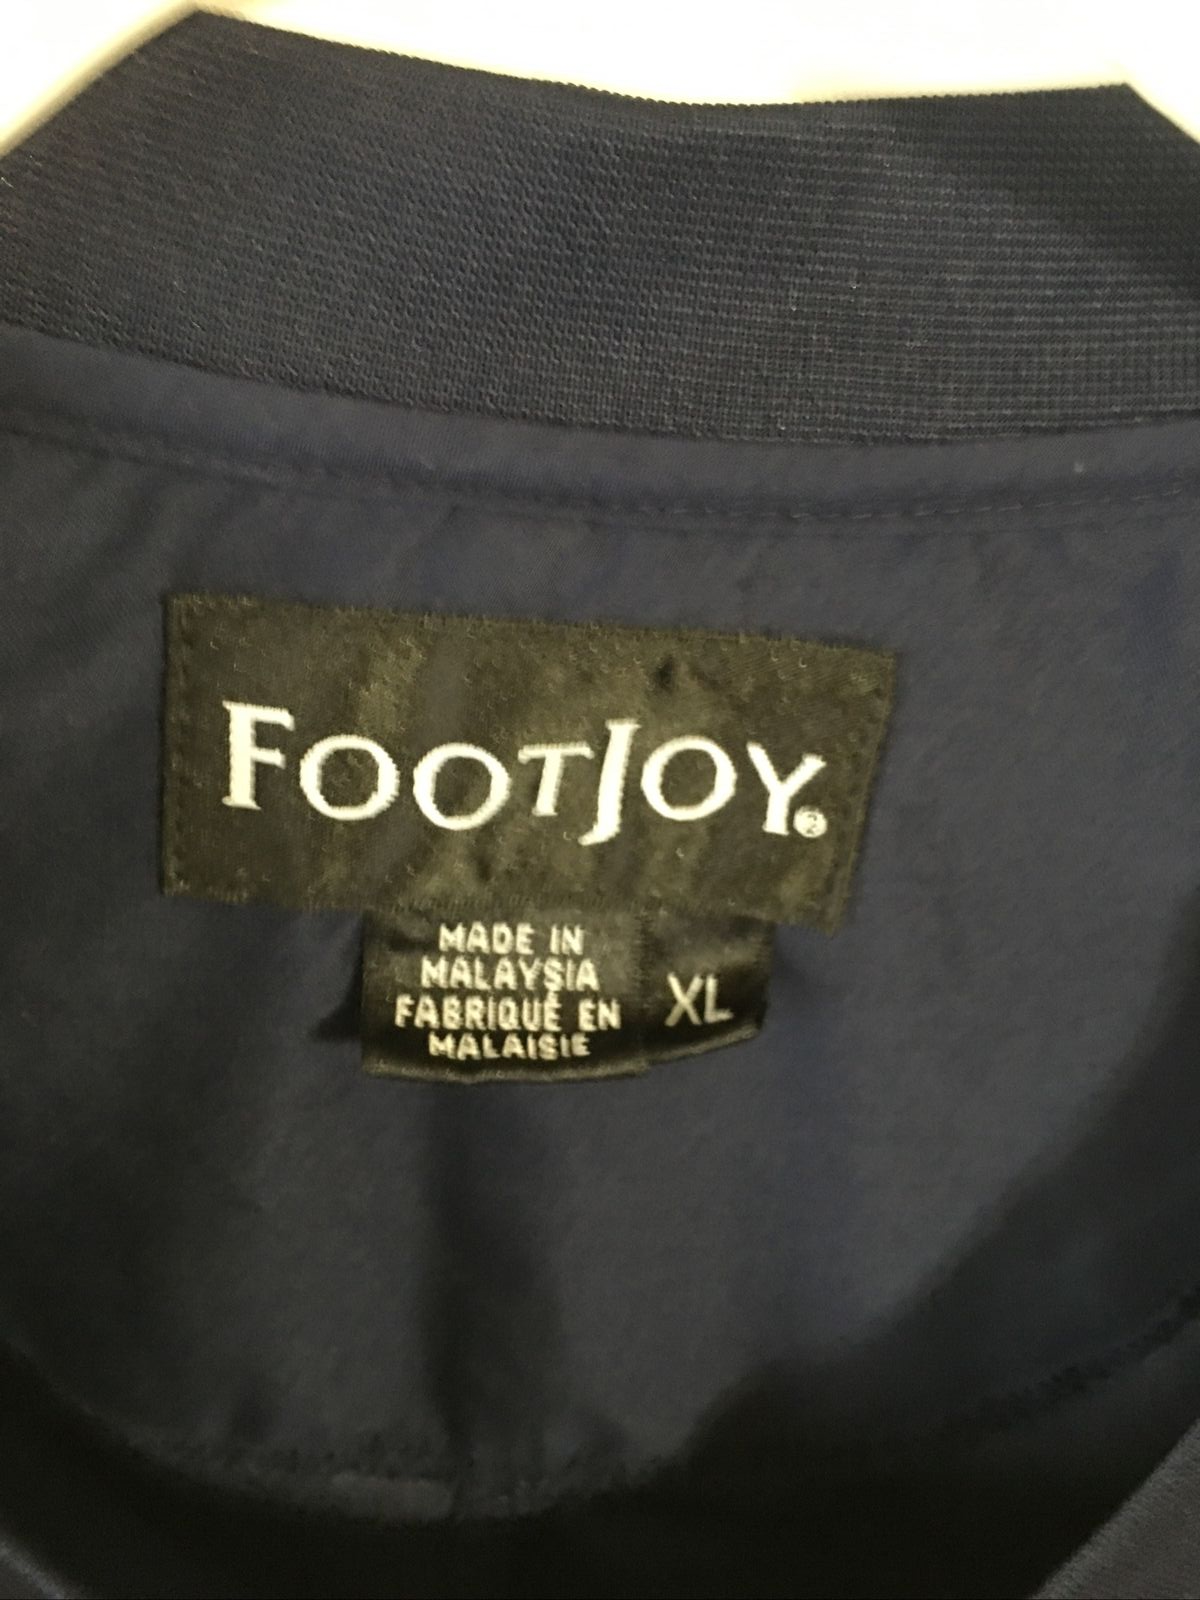 FOOTJOY®
MADE IN
MALAYSIA
FABRIQUÉ EN
MALAISIE
XL